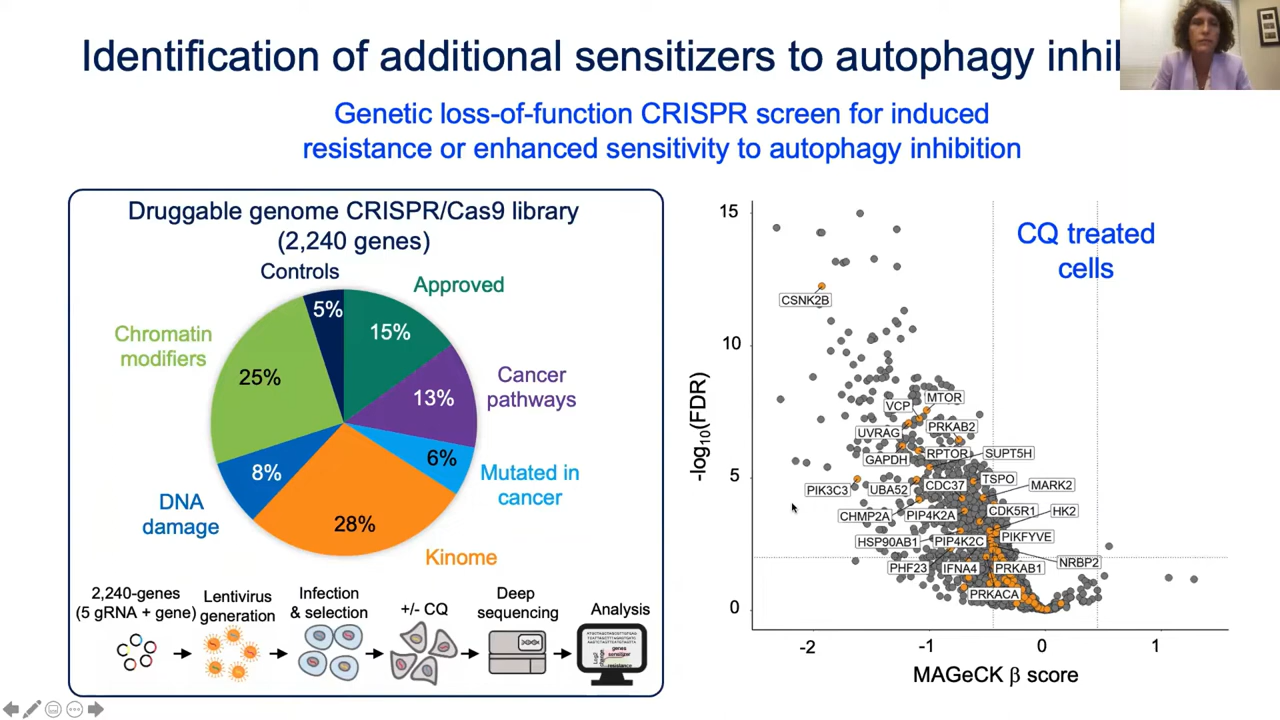 Identification of additional sensitizers to autophagy inhi
Genetic loss-of-function CRISPR screen for induced
resistance or enhanced sensitivity to autophagy inhibition
Druggable genome CRISPR/Cas9 library
(2,240 genes)
Controls
5%
Approved
15%
Cancer
pathways
13%
Mutated in
cancer
6%
Kinome
28%
DNA
damage
8%
Chromatin
modifiers
25%
2,240-genes
(5 gRNA + gene)
Lentivirus
generation
Infection
& selection
+/- CQ
Deep
sequencing
Analysis
genes
sensitizer
resistance
CQ treated
cells
-log10(FDR)
15
10
5
0
CSNK2B
MTOR
VCP
UVRAG
PRKAB2
GAPDH
RPTOR
SUPT5H
PIK3C3
UBA52
CDC37
TSPO
MARK2
CHMP2A
PIP4K2A
CDK5R1
HK2
HSP90AB1
PIP4K2C
PIKFYVE
PHF23
IFNA4
PRKAB1
NRBP2
PRKACA
-2
-1
0
1
MAGeCK β score